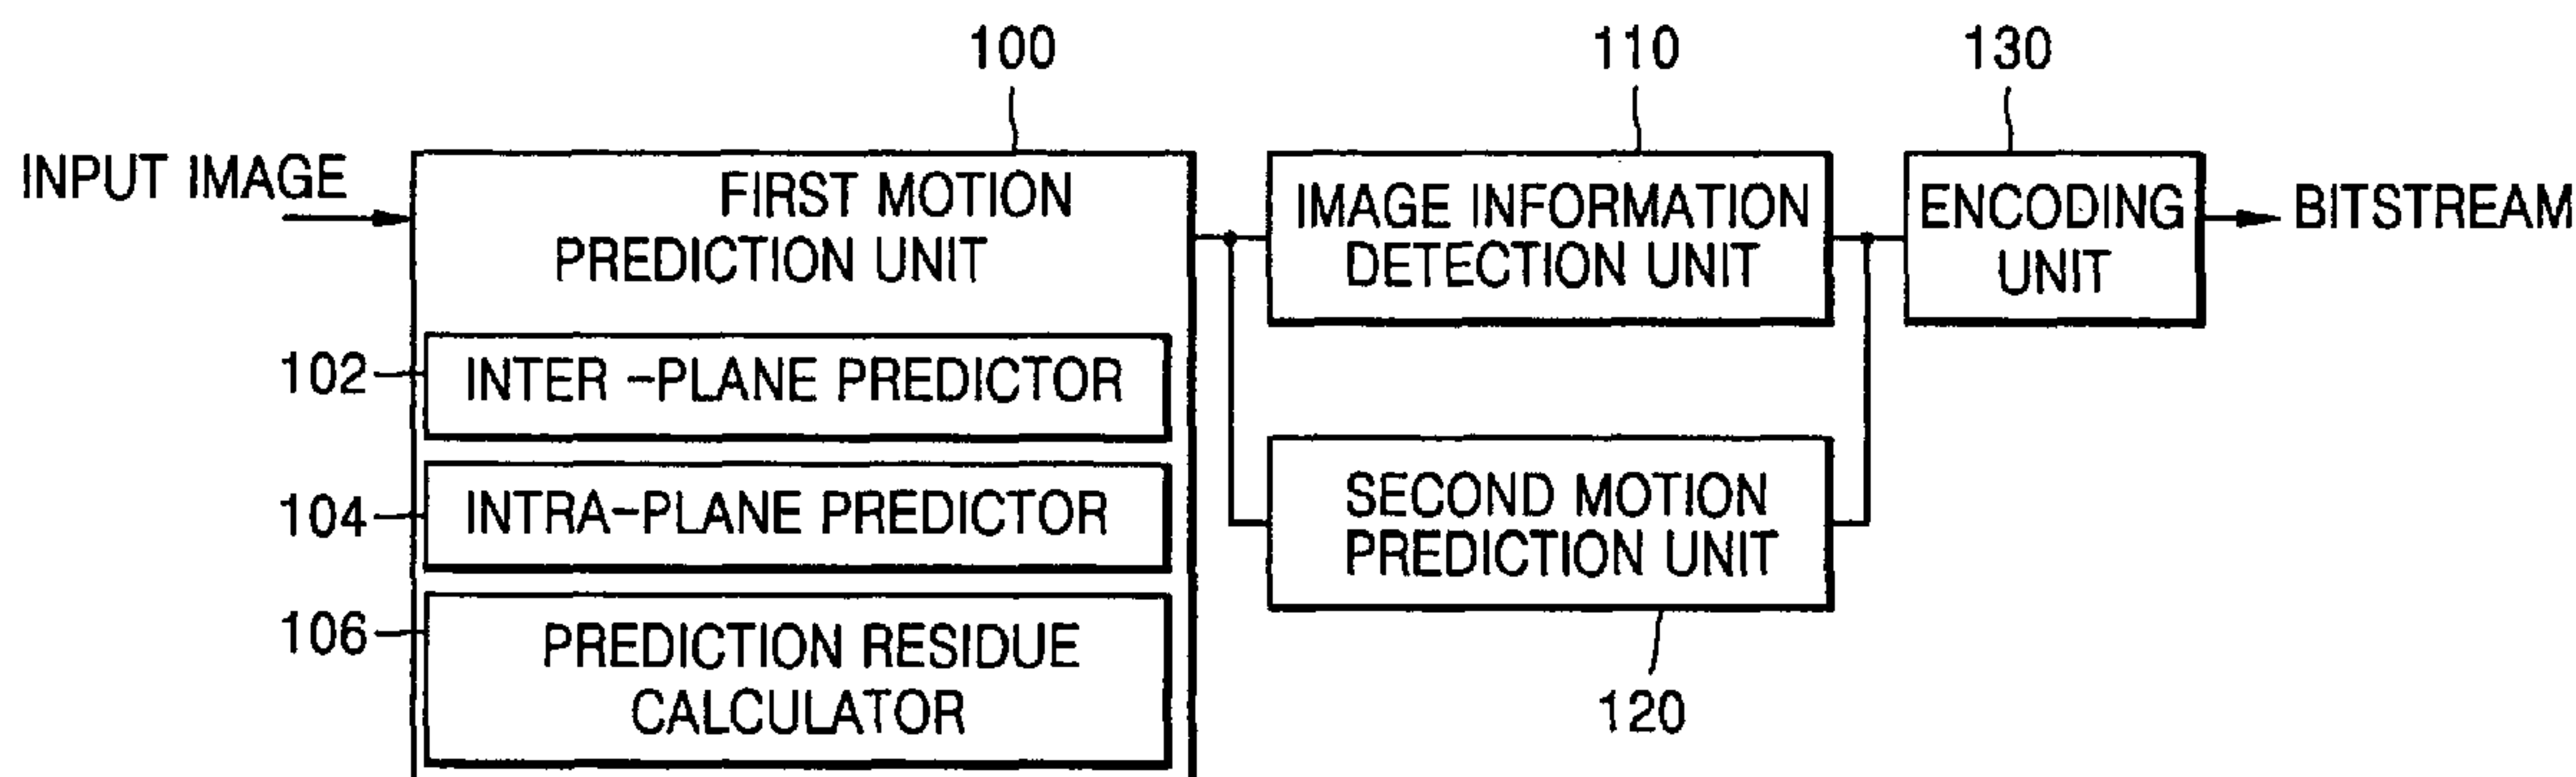 100
110
130
INPUT IMAGE
FIRST MOTION
PREDICTION UNIT
IMAGE INFORMATION
DETECTION UNIT
ENCODING
UNIT
BITSTREAM
102
INTER -PLANE PREDICTOR
104
INTRA-PLANE PREDICTOR
SECOND MOTION
PREDICTION UNIT
106
PREDICTION RESIDUE
CALCULATOR
120